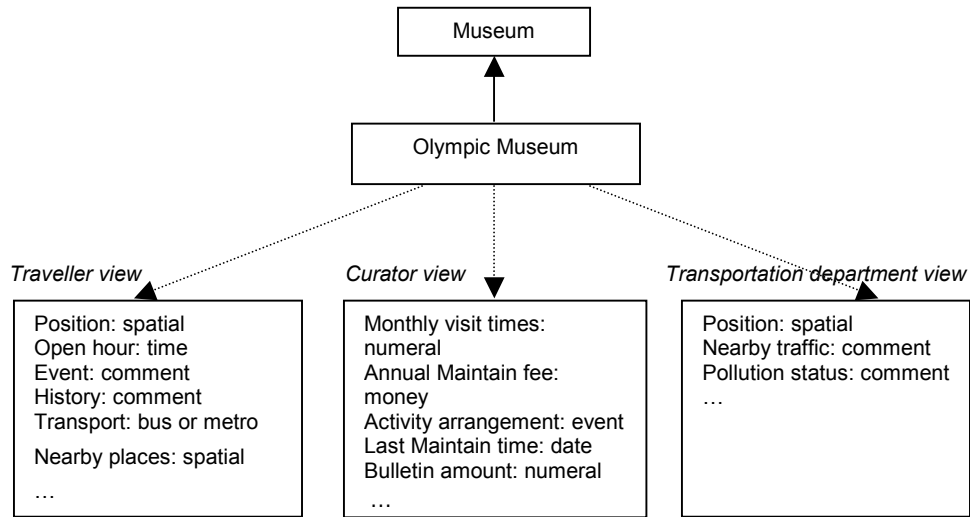 Museum
Olympic Museum
Traveller view
Position: spatial
Open hour: time
Event: comment
History: comment
Transport: bus or metro
Nearby places: spatial
…
Curator view
Monthly visit times:
numeral
Annual Maintain fee:
money
Activity arrangement: event
Last Maintain time: date
Bulletin amount: numeral
…
Transportation department view
Position: spatial
Nearby traffic: comment
Pollution status: comment
…